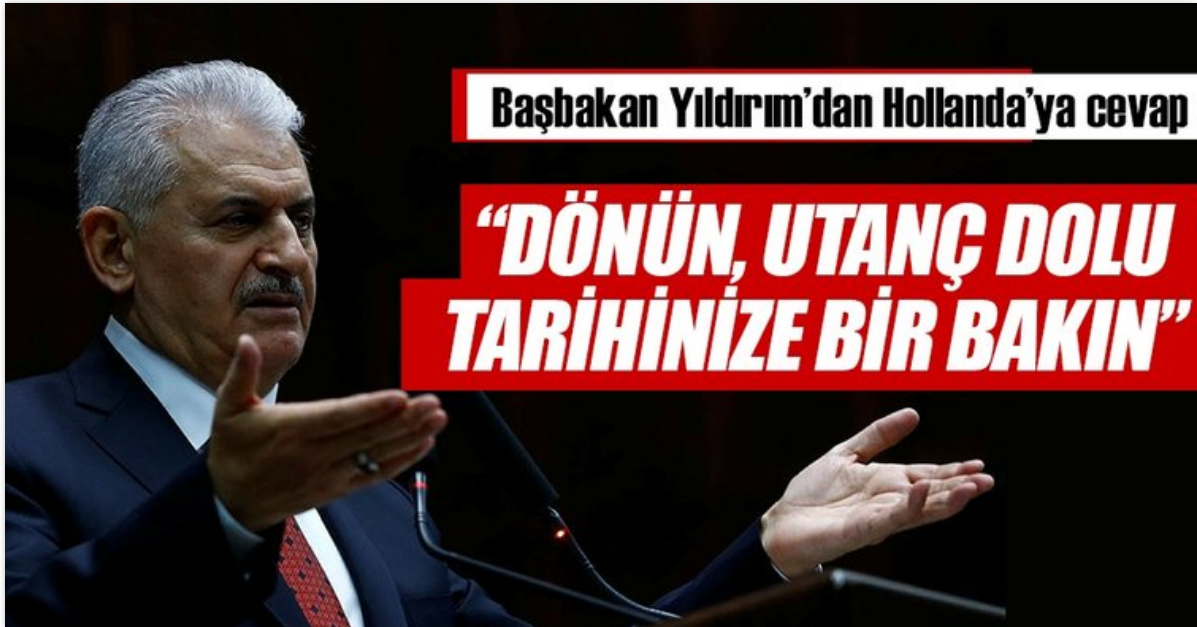 Başbakan Yıldırım’dan Hollanda’ya cevap
“DÖNÜN, UTANÇ DOLU
TARİHİNİZE BİR BAKIN”